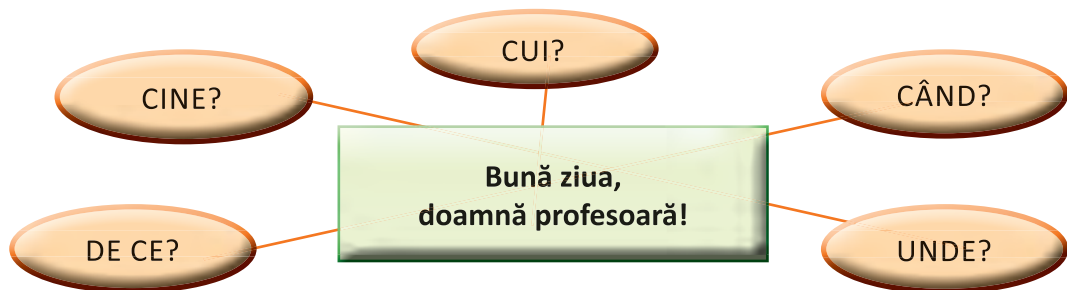 CUI?
CINE?
CÂND?
Bună ziua,
doamnă profesoară!
DE CE?
UNDE?